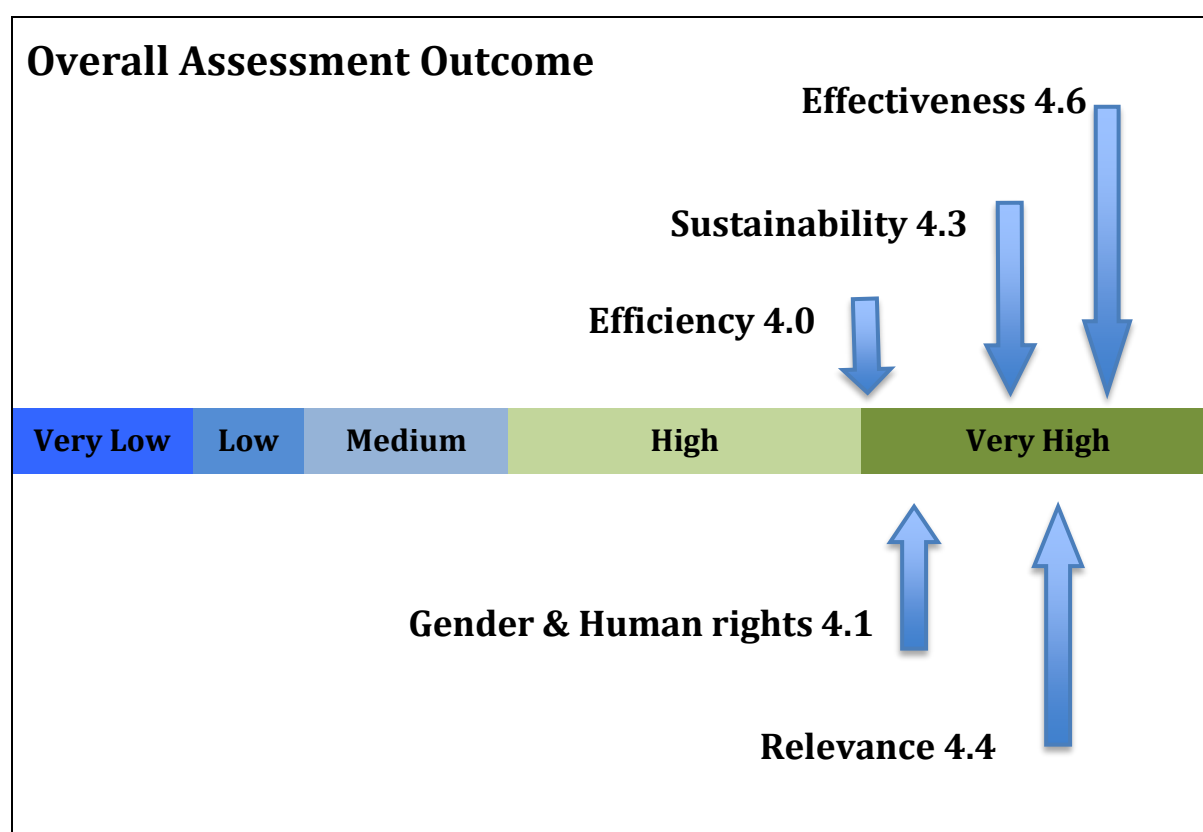 Overall Assessment Outcome
Effectiveness 4.6
Sustainability 4.3
Efficiency 4.0
Very Low Low Medium High Very High
Gender & Human rights 4.1
Relevance 4.4